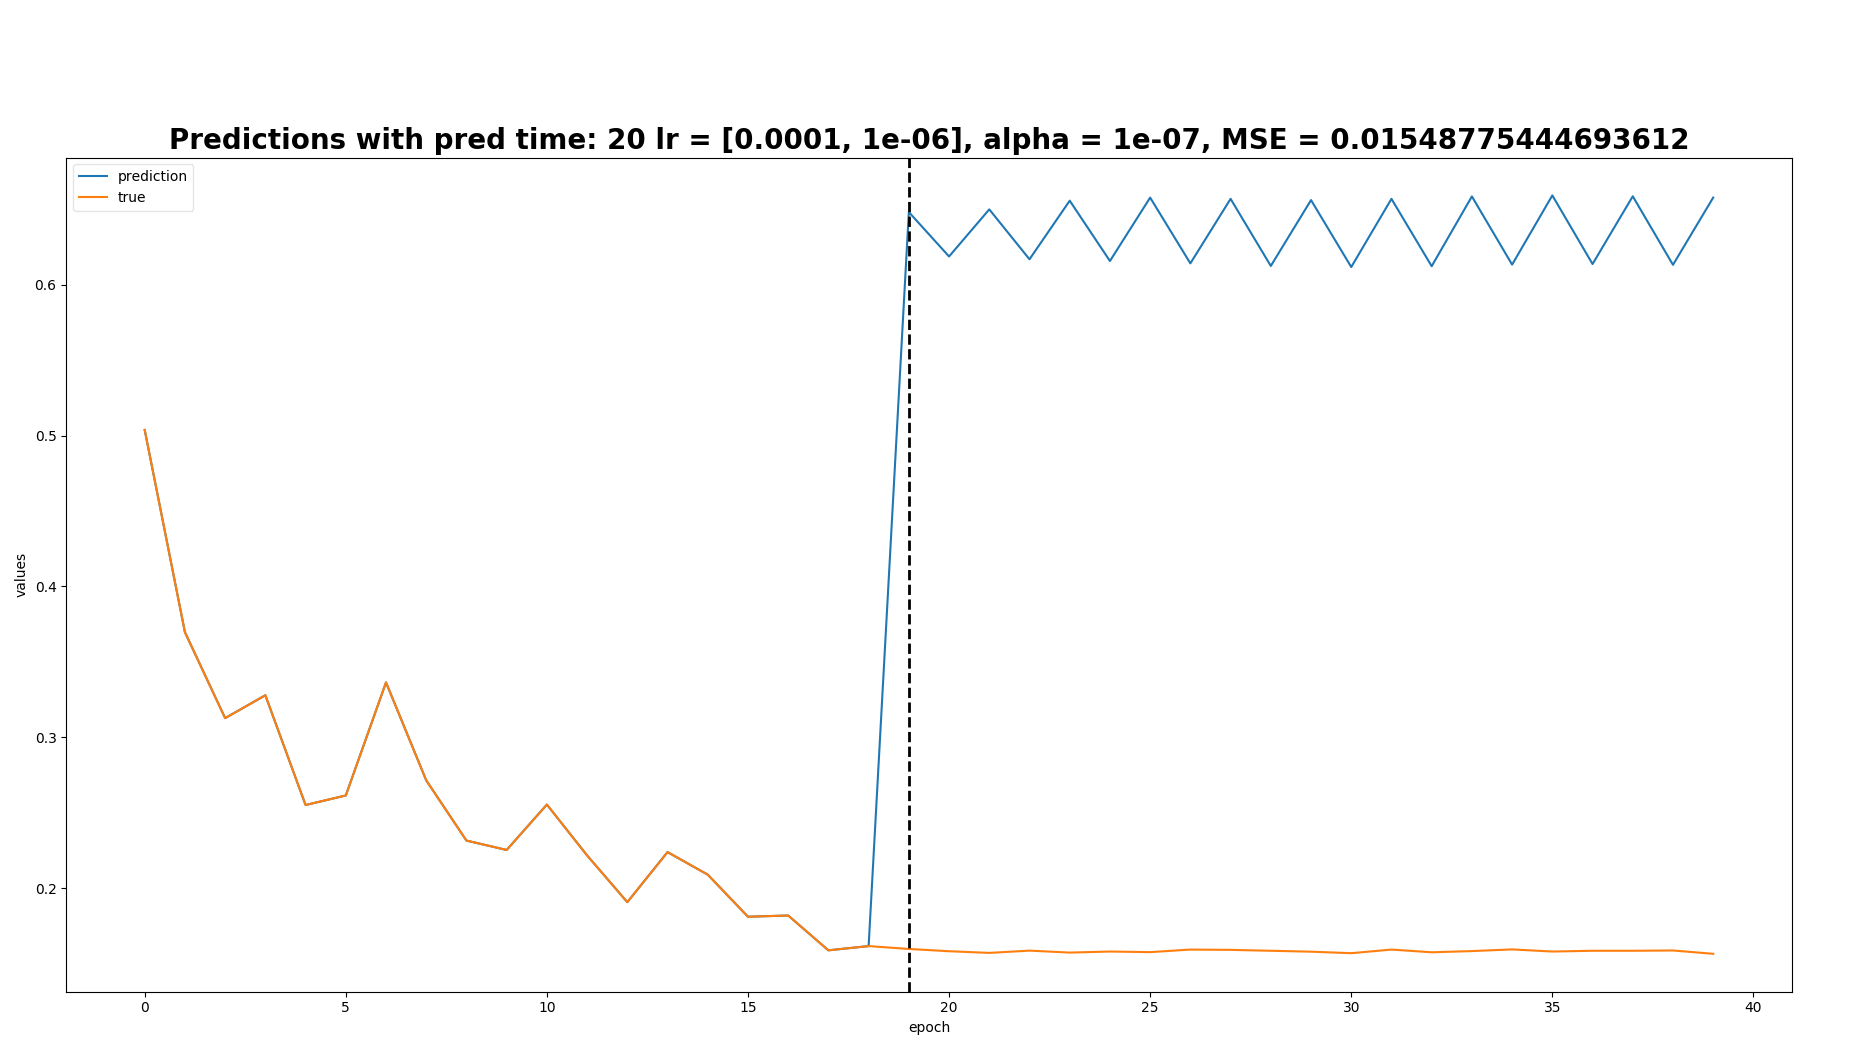 Predictions with pred time: 20 lr = [0.0001, 1e-06], alpha = 1e-07, MSE = 0.01548775444693612
prediction
true
0.6
0.5
0.4
0.3
0.2
values
0 5 10 15 20 25 30 35 40
epoch